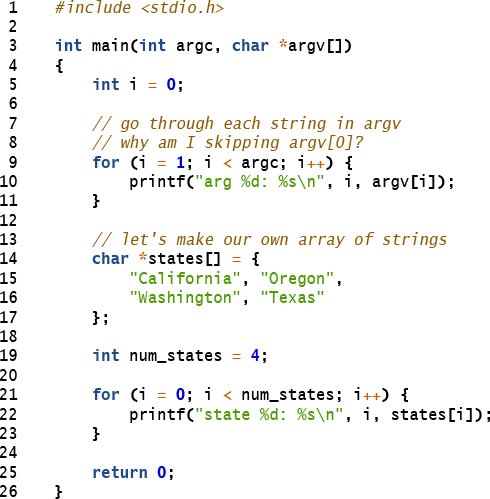 1 #include <stdio.h>
2
3 int main(int argc, char *argv[])
4 {
5     int i = 0;
6
7     // go through each string in argv
8     // why am I skipping argv[0]?
9     for (i = 1; i < argc; i++) {
10         printf("arg %d: %s\n", i, argv[i]);
11     }
12
13     // let's make our own array of strings
14     char *states[] = {
15         "California", "Oregon",
16         "Washington", "Texas"
17     };
18
19     int num_states = 4;
20
21     for (i = 0; i < num_states; i++) {
22         printf("state %d: %s\n", i, states[i]);
23     }
24
25     return 0;
26 }